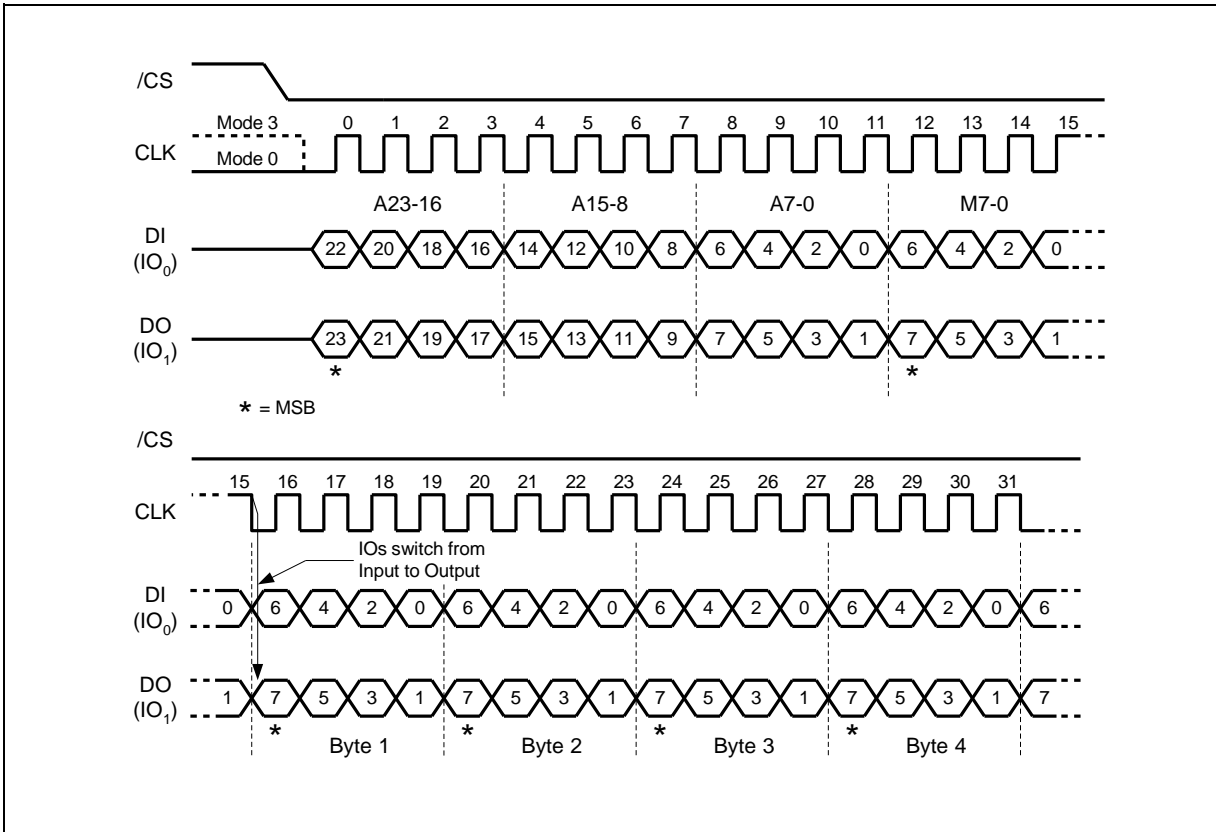 /CS
Mode 3 0 1 2 3 4 5 6 7 8 9 10 11 12 13 14 15
CLK
Mode 0
A23-16 A15-8 A7-0 M7-0
DI
(IO0)
22 20 18 16 14 12 10 8 6 4 2 0 6 4 2 0
DO
(IO1)
23 21 19 17 15 13 11 9 7 5 3 1 7 5 3 1
* *
* = MSB
/CS
15 16 17 18 19 20 21 22 23 24 25 26 27 28 29 30 31
CLK
IOs switch from
Input to Output
DI
(IO0)
0 6 4 2 0 6 4 2 0 6 4 2 0 6 4 2 0 6
DO
(IO1)
1 7 5 3 1 7 5 3 1 7 5 3 1 7 5 3 1 7
* * * *
Byte 1 Byte 2 Byte 3 Byte 4